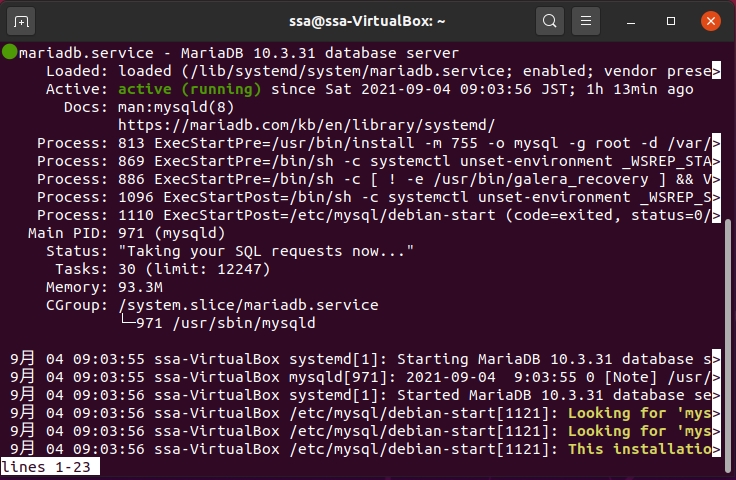 ssa@ssa-VirtualBox: ~
mariadb.service - MariaDB 10.3.31 database server
Loaded: loaded (/lib/systemd/system/mariadb.service; enabled; vendor prese>
Active: active (running) since Sat 2021-09-04 09:03:56 JST; 1h 13min ago
Docs: man:mysqld(8)
https://mariadb.com/kb/en/library/systemd/
Process: 813 ExecStartPre=/usr/bin/install -m 755 -o mysql -g root -d /var/>
Process: 869 ExecStartPre=/bin/sh -c systemctl unset-environment _WSREP_STA>
Process: 886 ExecStartPre=/bin/sh -c [ ! -e /usr/bin/galera_recovery ] && V>
Process: 1096 ExecStartPost=/bin/sh -c systemctl unset-environment _WSREP_S>
Process: 1110 ExecStartPost=/etc/mysql/debian-start (code=exited, status=0/>
Main PID: 971 (mysqld)
Status: "Taking your SQL requests now..."
Tasks: 30 (limit: 12247)
Memory: 93.3M
CGroup: /system.slice/mariadb.service
└─971 /usr/sbin/mysqld
9月 04 09:03:55 ssa-VirtualBox systemd[1]: Starting MariaDB 10.3.31 database s>
9月 04 09:03:55 ssa-VirtualBox mysqld[971]: 2021-09-04  9:03:55 0 [Note] /usr/>
9月 04 09:03:56 ssa-VirtualBox systemd[1]: Started MariaDB 10.3.31 database se>
9月 04 09:03:56 ssa-VirtualBox /etc/mysql/debian-start[1121]: Looking for 'mys>
9月 04 09:03:56 ssa-VirtualBox /etc/mysql/debian-start[1121]: Looking for 'mys>
9月 04 09:03:56 ssa-VirtualBox /etc/mysql/debian-start[1121]: This installatio>
lines 1-23